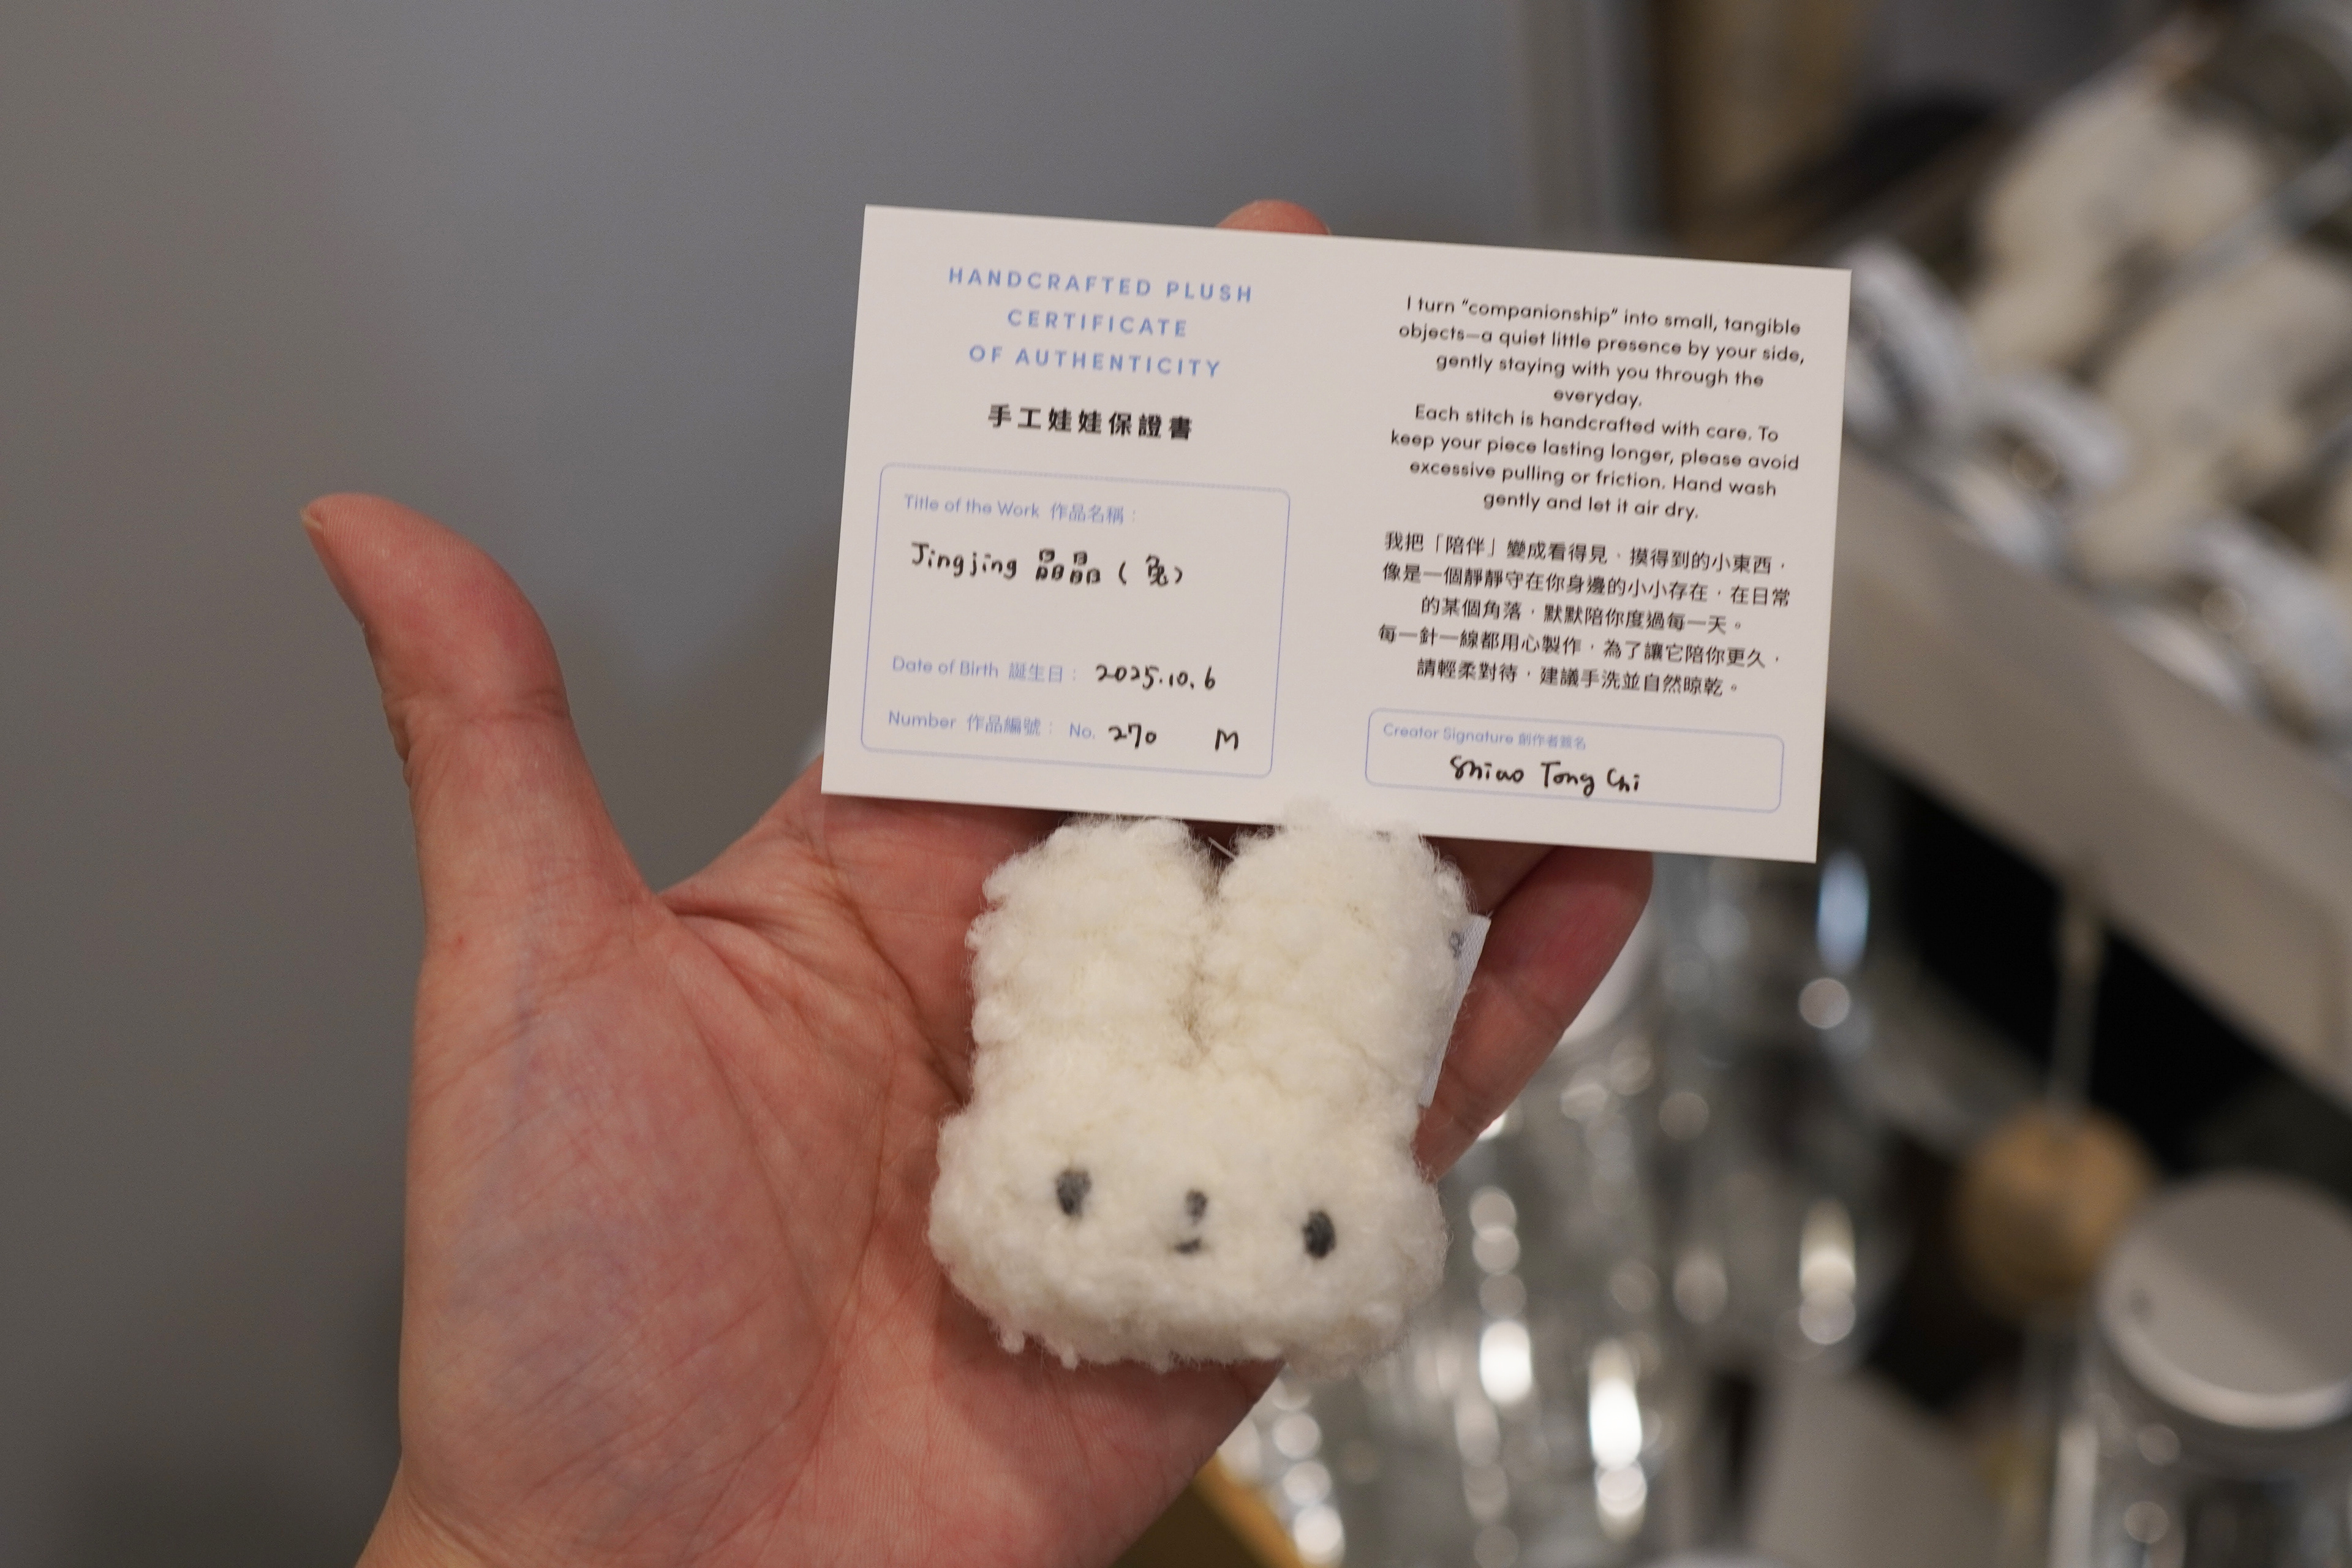 HANDCRAFTED PLUSH
CERTIFICATE
OF AUTHENTICITY
手工娃娃保證書
Title of the Work 作品名稱：
Jingjing 晶晶（兔）
Date of Birth 誕生日： 2025.10.6
Number 作品編號： No. 270 M
I turn “companionship” into small, tangible
objects—a quiet little presence by your side,
gently staying with you through the
everyday.
Each stitch is handcrafted with care. To
keep your piece lasting longer, please avoid
excessive pulling or friction. Hand wash
gently and let it air dry.
我把「陪伴」變成看得見、摸得到的小東西，
像是一個靜靜守在你身邊的小小存在，在日常
的某個角落，默默陪你度過每一天。
每一針一線都用心製作，為了讓它陪你更久，
請輕柔對待，建議手洗並自然晾乾。
Creator Signature 創作者簽名
Shiao Tong Chi